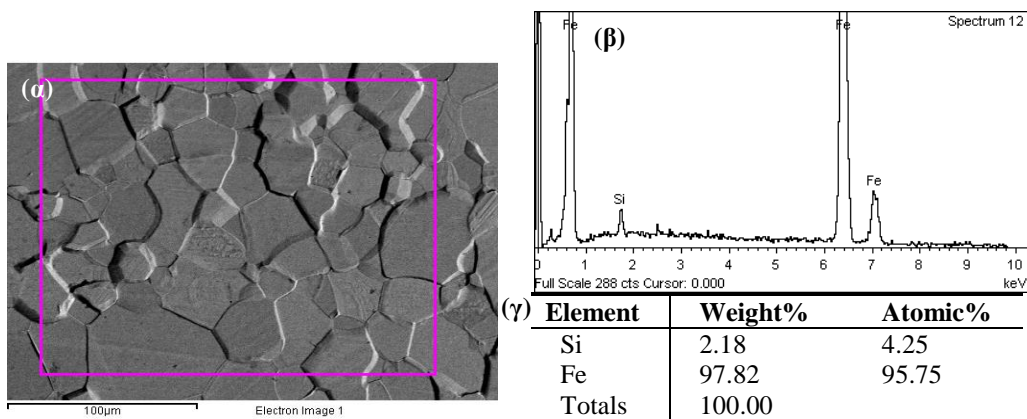 (α)
100μm Electron Image 1
(β)
Spectrum 12
Fe Fe
Si Fe
0 1 2 3 4 5 6 7 8 9 10
Full Scale 288 cts Cursor: 0.000 keV
(γ) Element Weight% Atomic%
Si 2.18 4.25
Fe 97.82 95.75
Totals 100.00